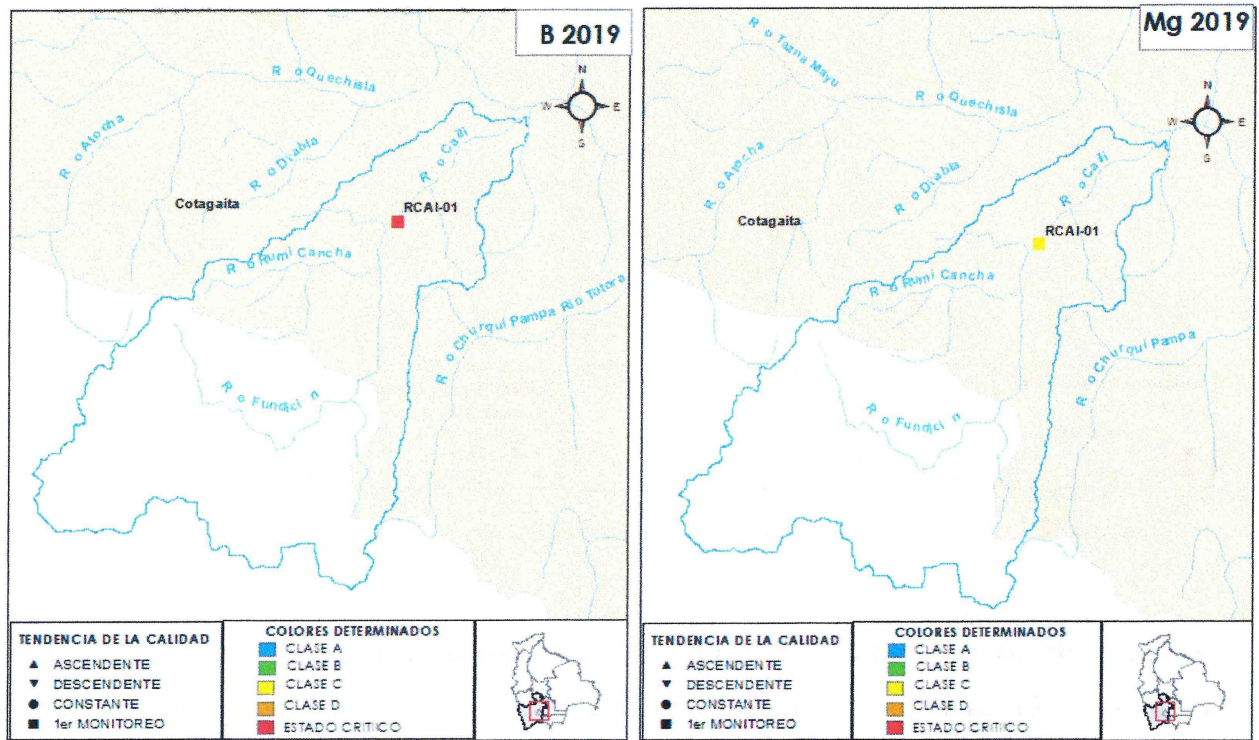 B 2019
N
W
E
S
R o Quechisla
R o Atocha
R o Diabla
R o Caiti
Cotagaita
RCAI-01
R o Rumi Cancha
R o Churqui Pampa Rio Totora
R o Fundici n
TENDENCIA DE LA CALIDAD
ASCENDENTE
DESCENDENTE
CONSTANTE
1er MONITOREO
COLORES DETERMINADOS
CLASE A
CLASE B
CLASE C
CLASE D
ESTADO CRITICO
Mg 2019
N
W
E
S
R o Tazna Mayu
R o Quechisla
R o Atocha
R o Diabla
R o Caiti
Cotagaita
RCAI-01
R o Rumi Cancha
R o Churqui Pampa
R o Fundici n
TENDENCIA DE LA CALIDAD
ASCENDENTE
DESCENDENTE
CONSTANTE
1er MONITOREO
COLORES DETERMINADOS
CLASE A
CLASE B
CLASE C
CLASE D
ESTADO CRITICO